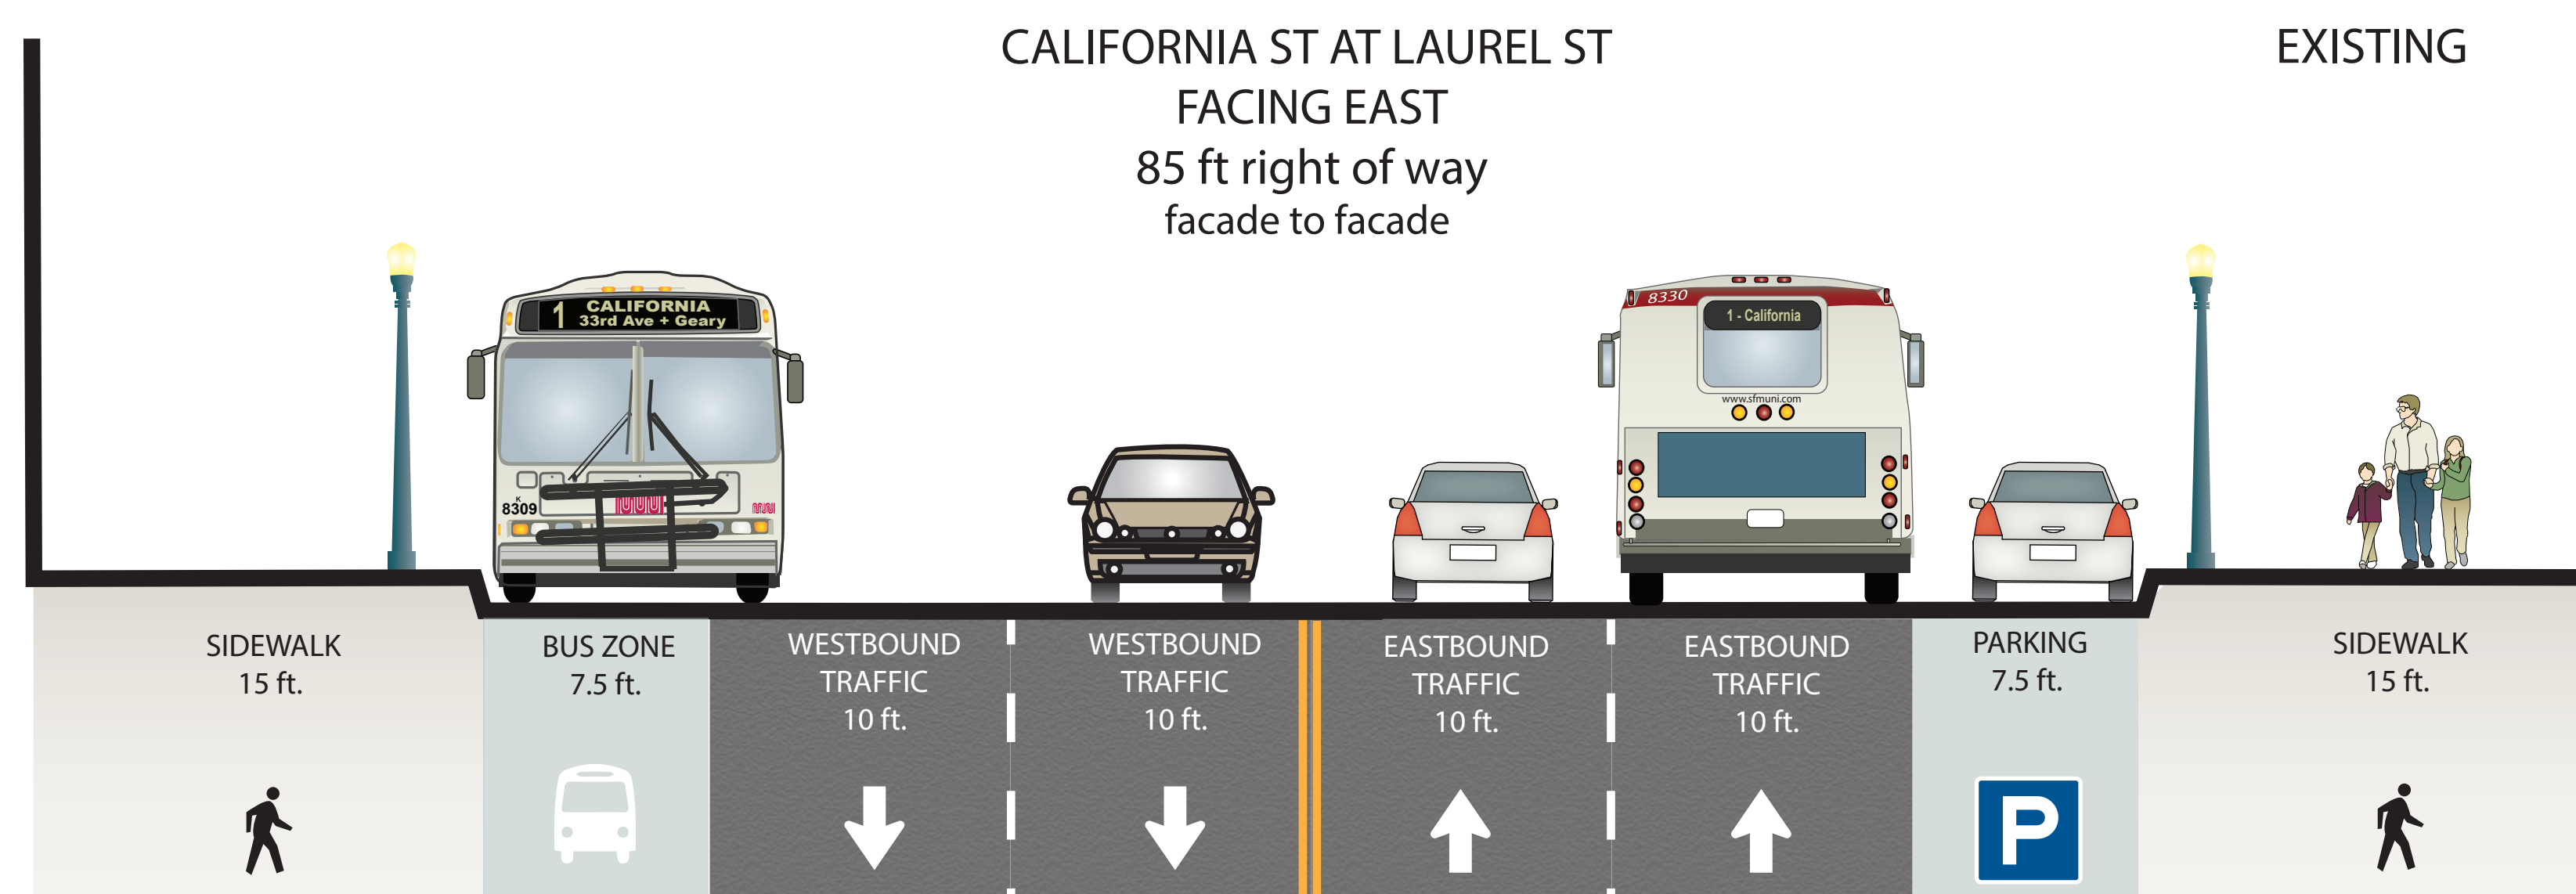 CALIFORNIA ST AT LAUREL ST
FACING EAST
85 ft right of way
facade to facade
EXISTING
1 CALIFORNIA
33rd Ave + Geary
K
8309
muni
muni
8330
1 - California
www.sfmuni.com
SIDEWALK
15 ft.
BUS ZONE
7.5 ft.
WESTBOUND
TRAFFIC
10 ft.
WESTBOUND
TRAFFIC
10 ft.
EASTBOUND
TRAFFIC
10 ft.
EASTBOUND
TRAFFIC
10 ft.
PARKING
7.5 ft.
P
SIDEWALK
15 ft.